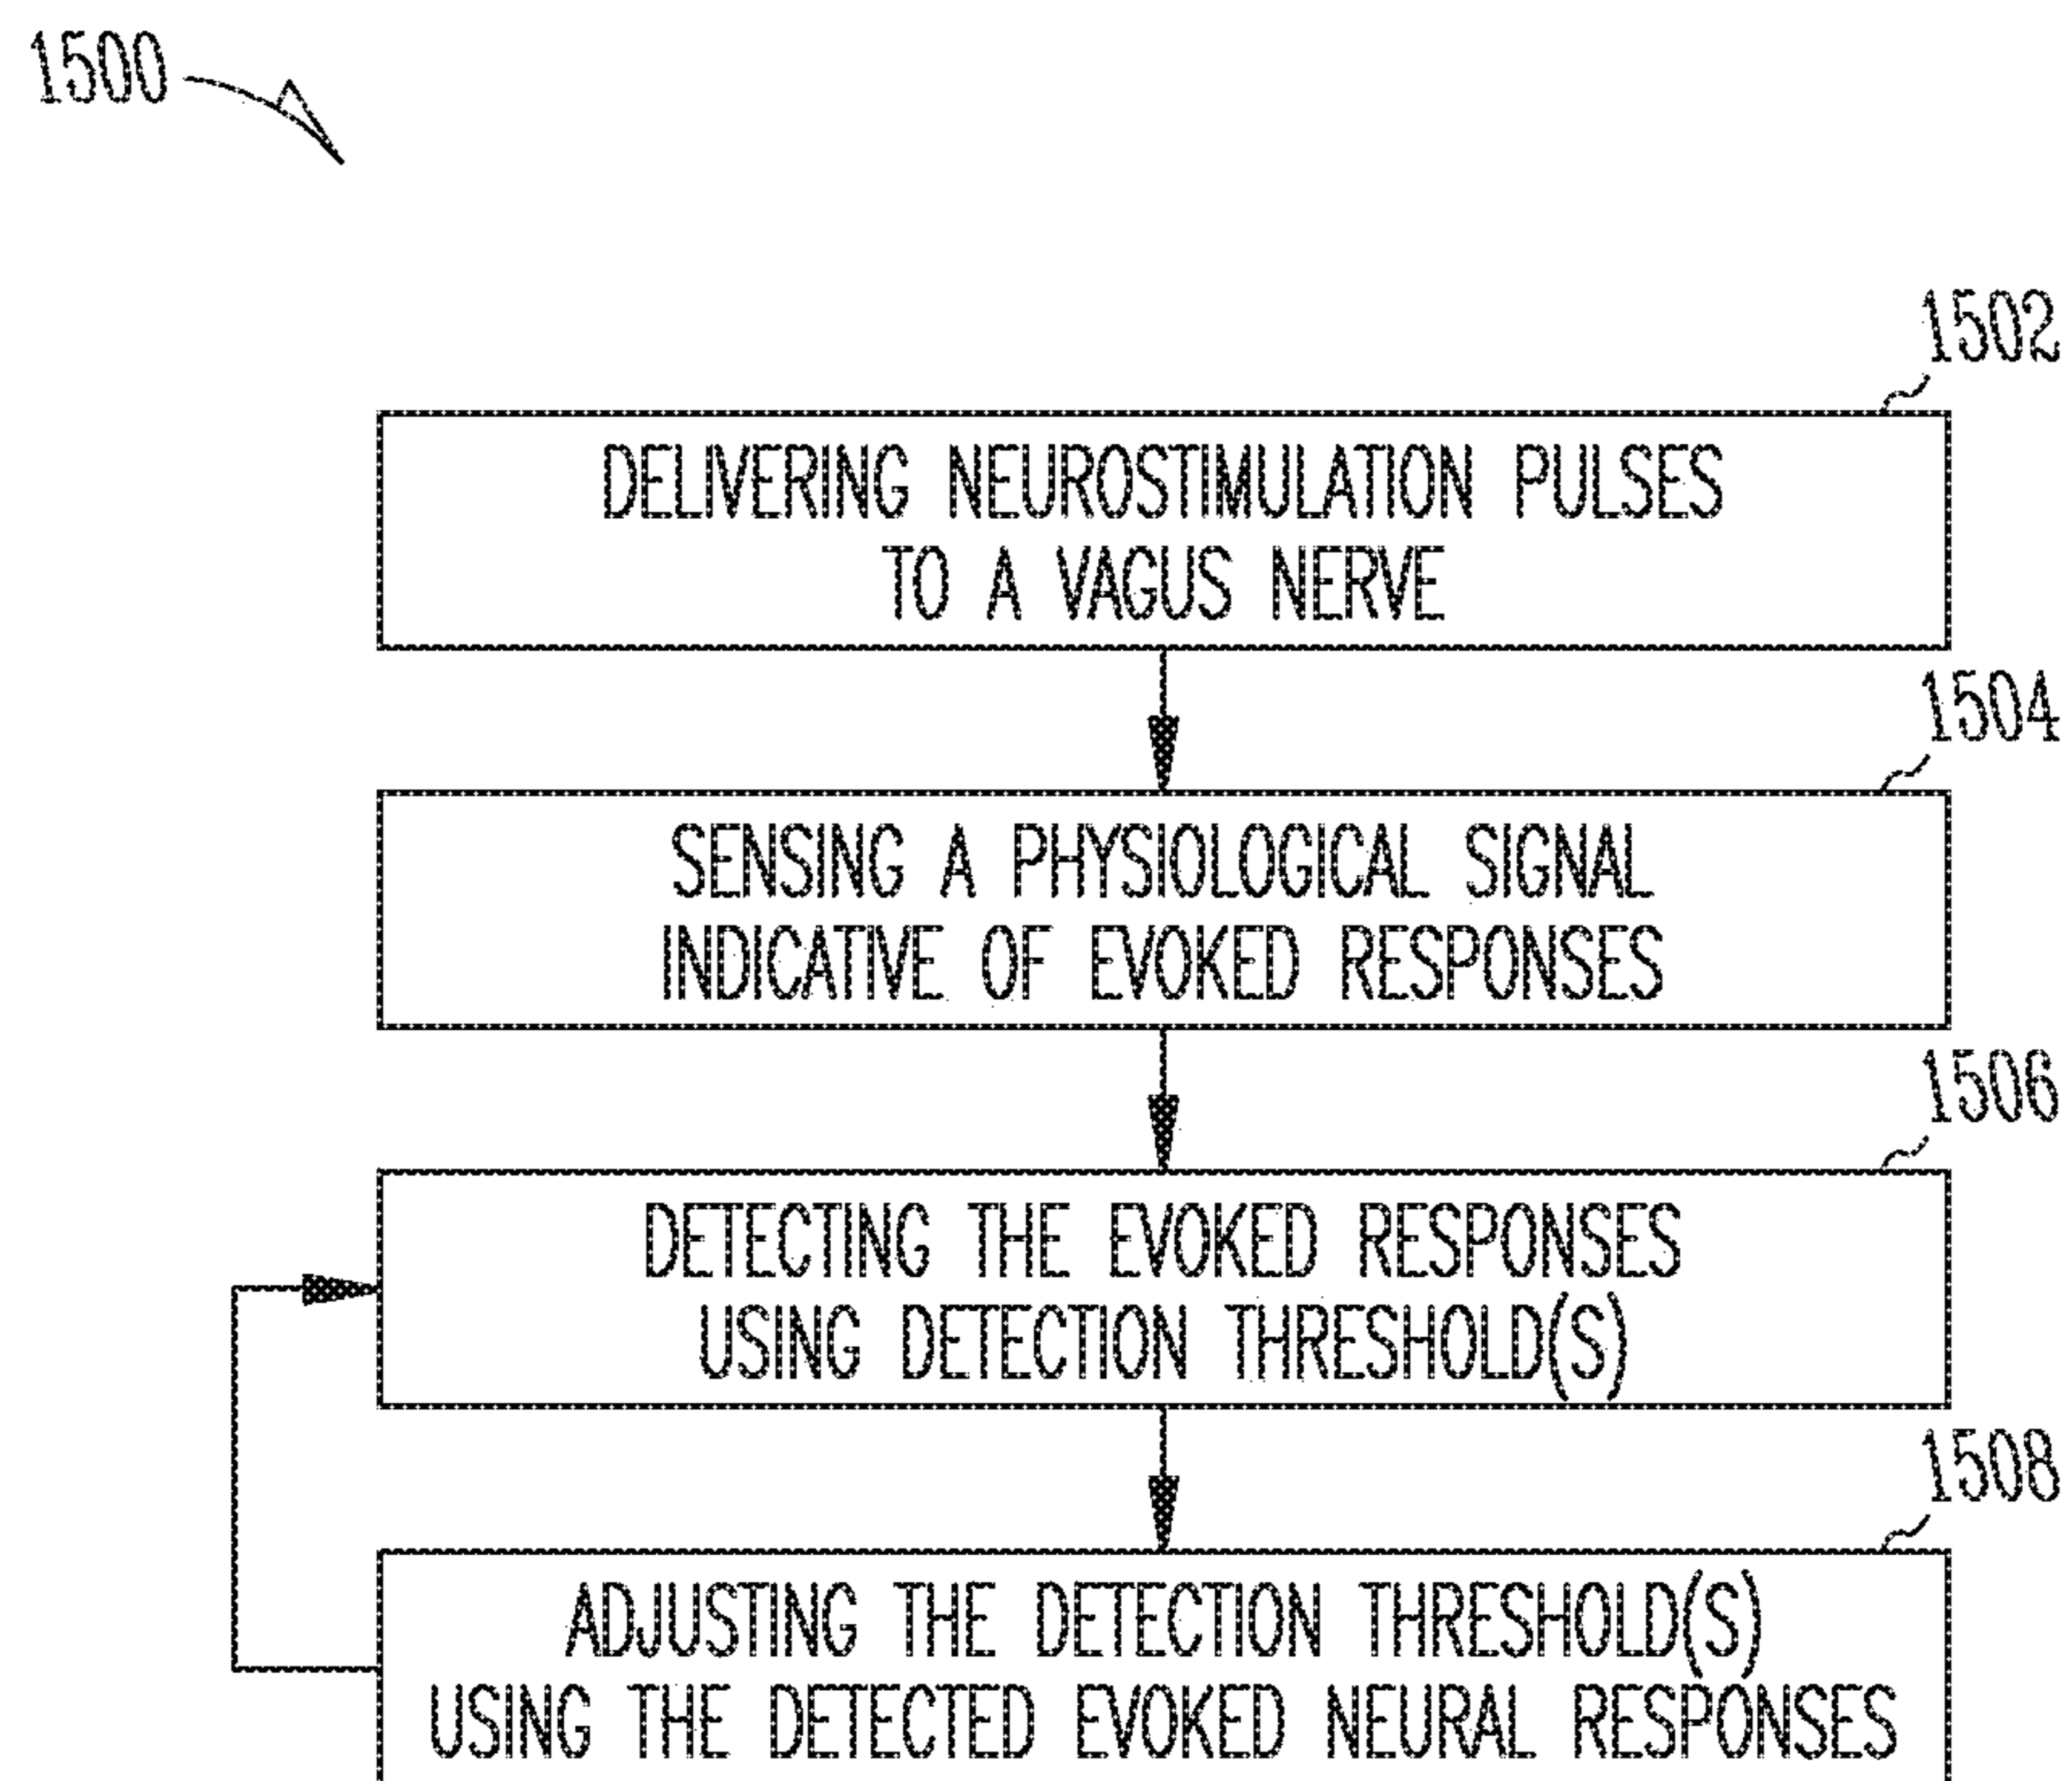 1500
1502
DELIVERING NEUROSTIMULATION PULSES
TO A VAGUS NERVE
1504
SENSING A PHYSIOLOGICAL SIGNAL
INDICATIVE OF EVOKED RESPONSES
1506
DETECTING THE EVOKED RESPONSES
USING DETECTION THRESHOLD(S)
1508
ADJUSTING THE DETECTION THRESHOLD(S)
USING THE DETECTED EVOKED NEURAL RESPONSES